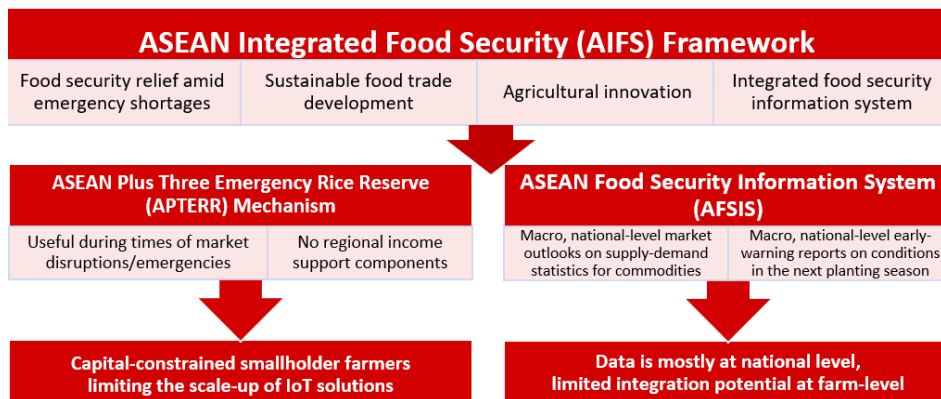 ASEAN Integrated Food Security (AIFS) Framework
Food security relief amid
emergency shortages
Sustainable food trade
development
Agricultural innovation
Integrated food security
information system
ASEAN Plus Three Emergency Rice Reserve
(APTERR) Mechanism
Useful during times of market
disruptions/emergencies
No regional income
support components
ASEAN Food Security Information System
(AFSIS)
Macro, national-level market
outlooks on supply-demand
statistics for commodities
Macro, national-level early-
warning reports on conditions
in the next planting season
Capital-constrained smallholder farmers
limiting the scale-up of IoT solutions
Data is mostly at national level,
limited integration potential at farm-level